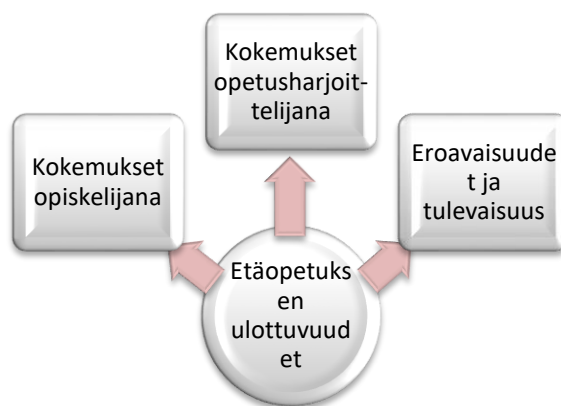 Kokemukset
opetusharjoit-
telijana
Kokemukset
opiskelijana
Eroavaisuude
t ja
tulevaisuus
Etäopetuks
en
ulottuvuud
et